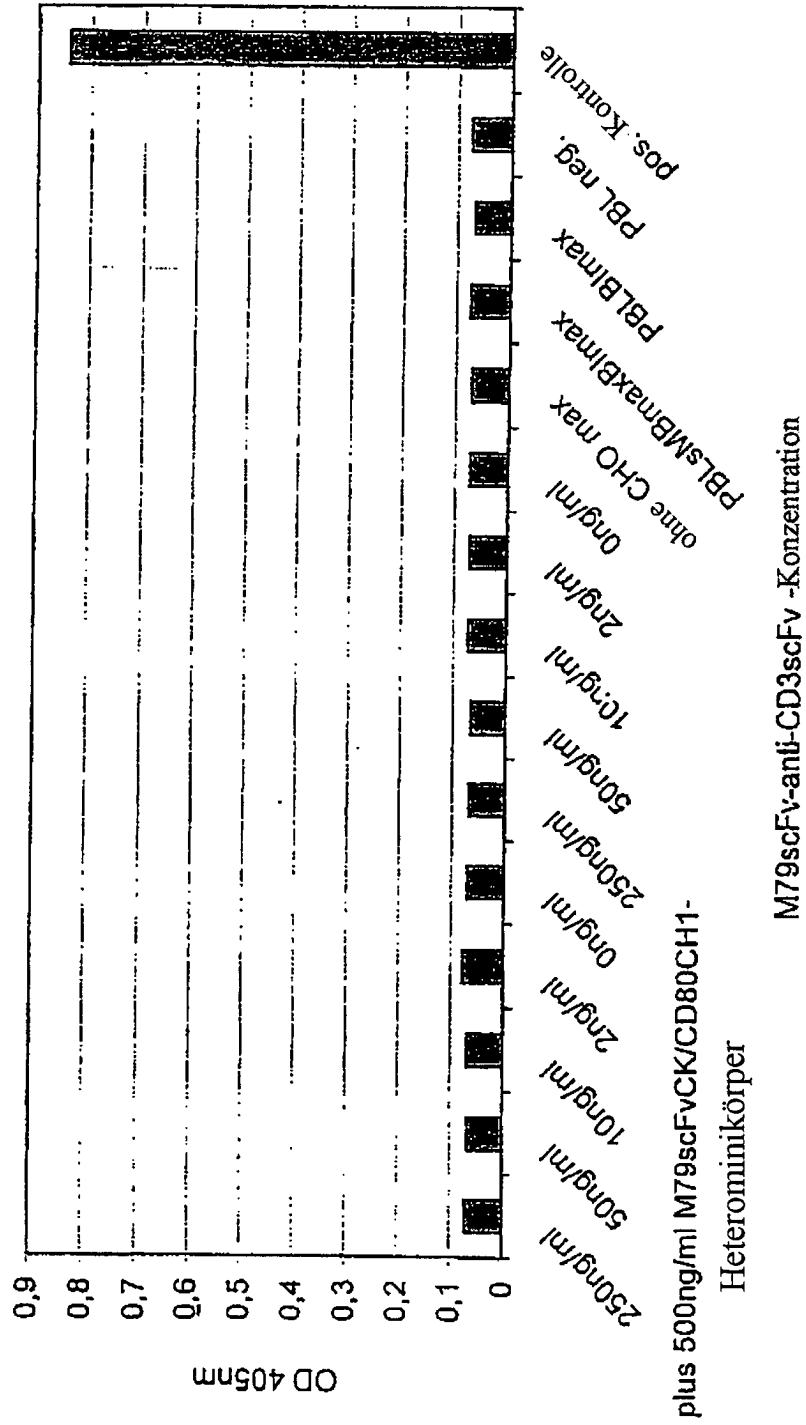 OD 405nm
0,9
0,8
0,7
0,6
0,5
0,4
0,3
0,2
0,1
0
250ng/ml
50ng/ml
10ng/ml
2ng/ml
0ng/ml
250ng/ml
50ng/ml
10ng/ml
2ng/ml
0ng/ml
ohne CHO max
PBLsMBmaxBlmax
PBLBlmax
PBL neg.
pos. Kontrolle
plus 500ng/ml M79scFvCK/CD80CH1-
Heterominikörper
M79scFv-anti-CD3scFv -Konzentration